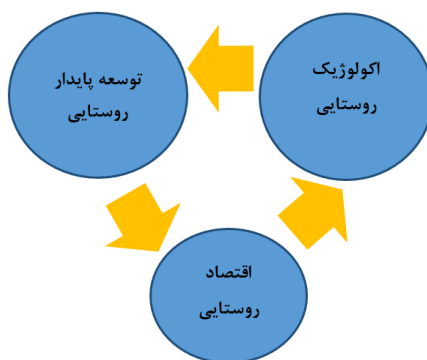 اکولوژیک
روستایی
توسعه پایدار
روستایی
اقتصاد
روستایی